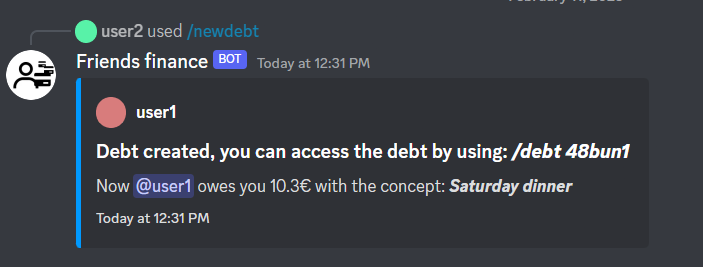 user2 used /newdebt
Friends finance BOT Today at 12:31 PM
user1
Debt created, you can access the debt by using: /debt 48bun1
Now @user1 owes you 10.3€ with the concept: Saturday dinner
Today at 12:31 PM